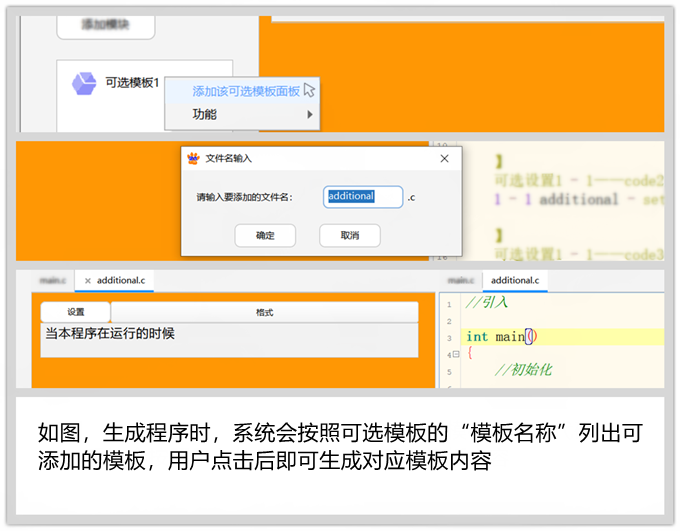 添加模块
可选模板1
添加该可选模板面板
功能
文件名输入
请输入要添加的文件名：
additional
.c
确定
取消
}
可选设置1 - 1——code2
1 - 1 additional - set
}
可选设置1 - 1——code3
main.c
× additional.c
设置
格式
当本程序在运行的时候
main.c
additional.c
1 //引入
2
3 int main()
4 {
5 //初始化
如图，生成程序时，系统会按照可选模板的“模板名称”列出可
添加的模板，用户点击后即可生成对应模板内容